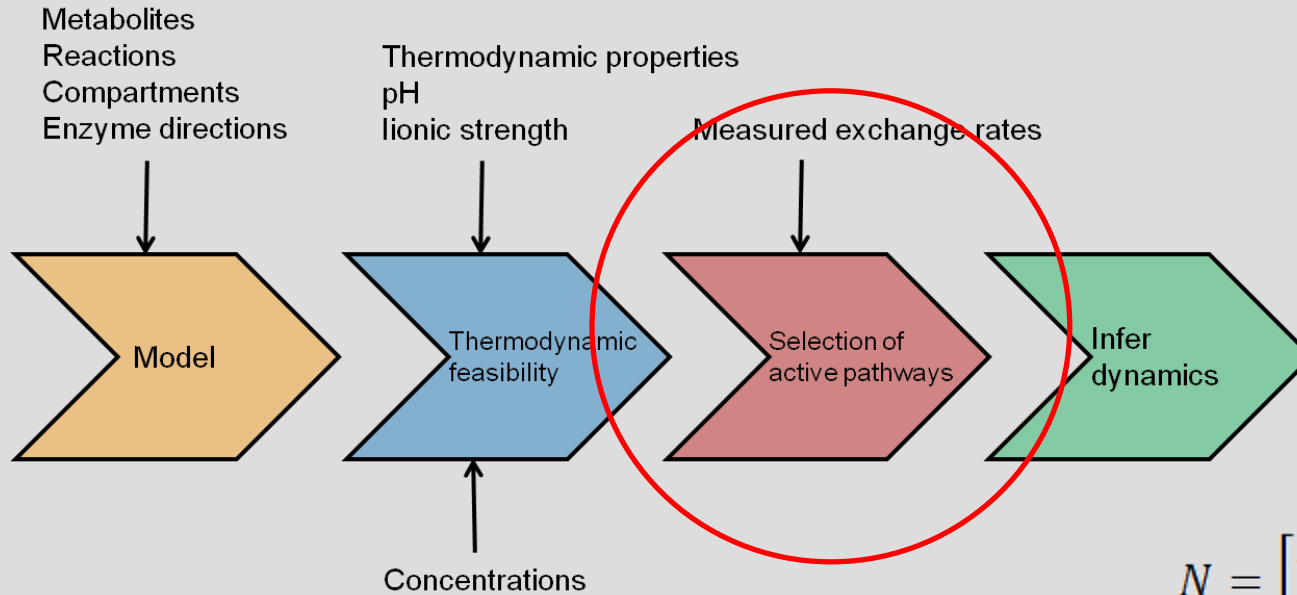 Metabolites
Reactions
Compartments
Enzyme directions
Thermodynamic properties
pH
Iionic strength
Measured exchange rates
Model
Thermodynamic
feasibility
Selection of
active pathways
Infer
dynamics
Concentrations
N = [